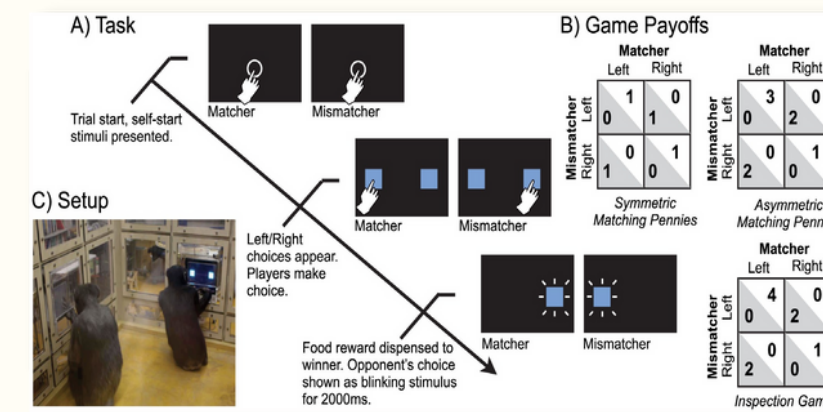 A) Task
Matcher
Mismatcher
Trial start, self-start
stimuli presented.
Matcher
Mismatcher
Left/Right
choices appear.
Players make
choice.
Matcher
Mismatcher
Food reward dispensed to
winner. Opponent's choice
shown as blinking stimulus
for 2000ms.
C) Setup
B) Game Payoffs
Matcher
Left Right
Mismatcher
Left
Right
1 0
0 1
0 1
1 0
Symmetric
Matching Pennies
Matcher
Left Right
Mismatcher
Left
Right
3 0
0 2
0 1
2 0
Asymmetric
Matching Penn
Matcher
Left Right
Mismatcher
Left
Right
4 0
0 2
0 1
2 0
Inspection Gam